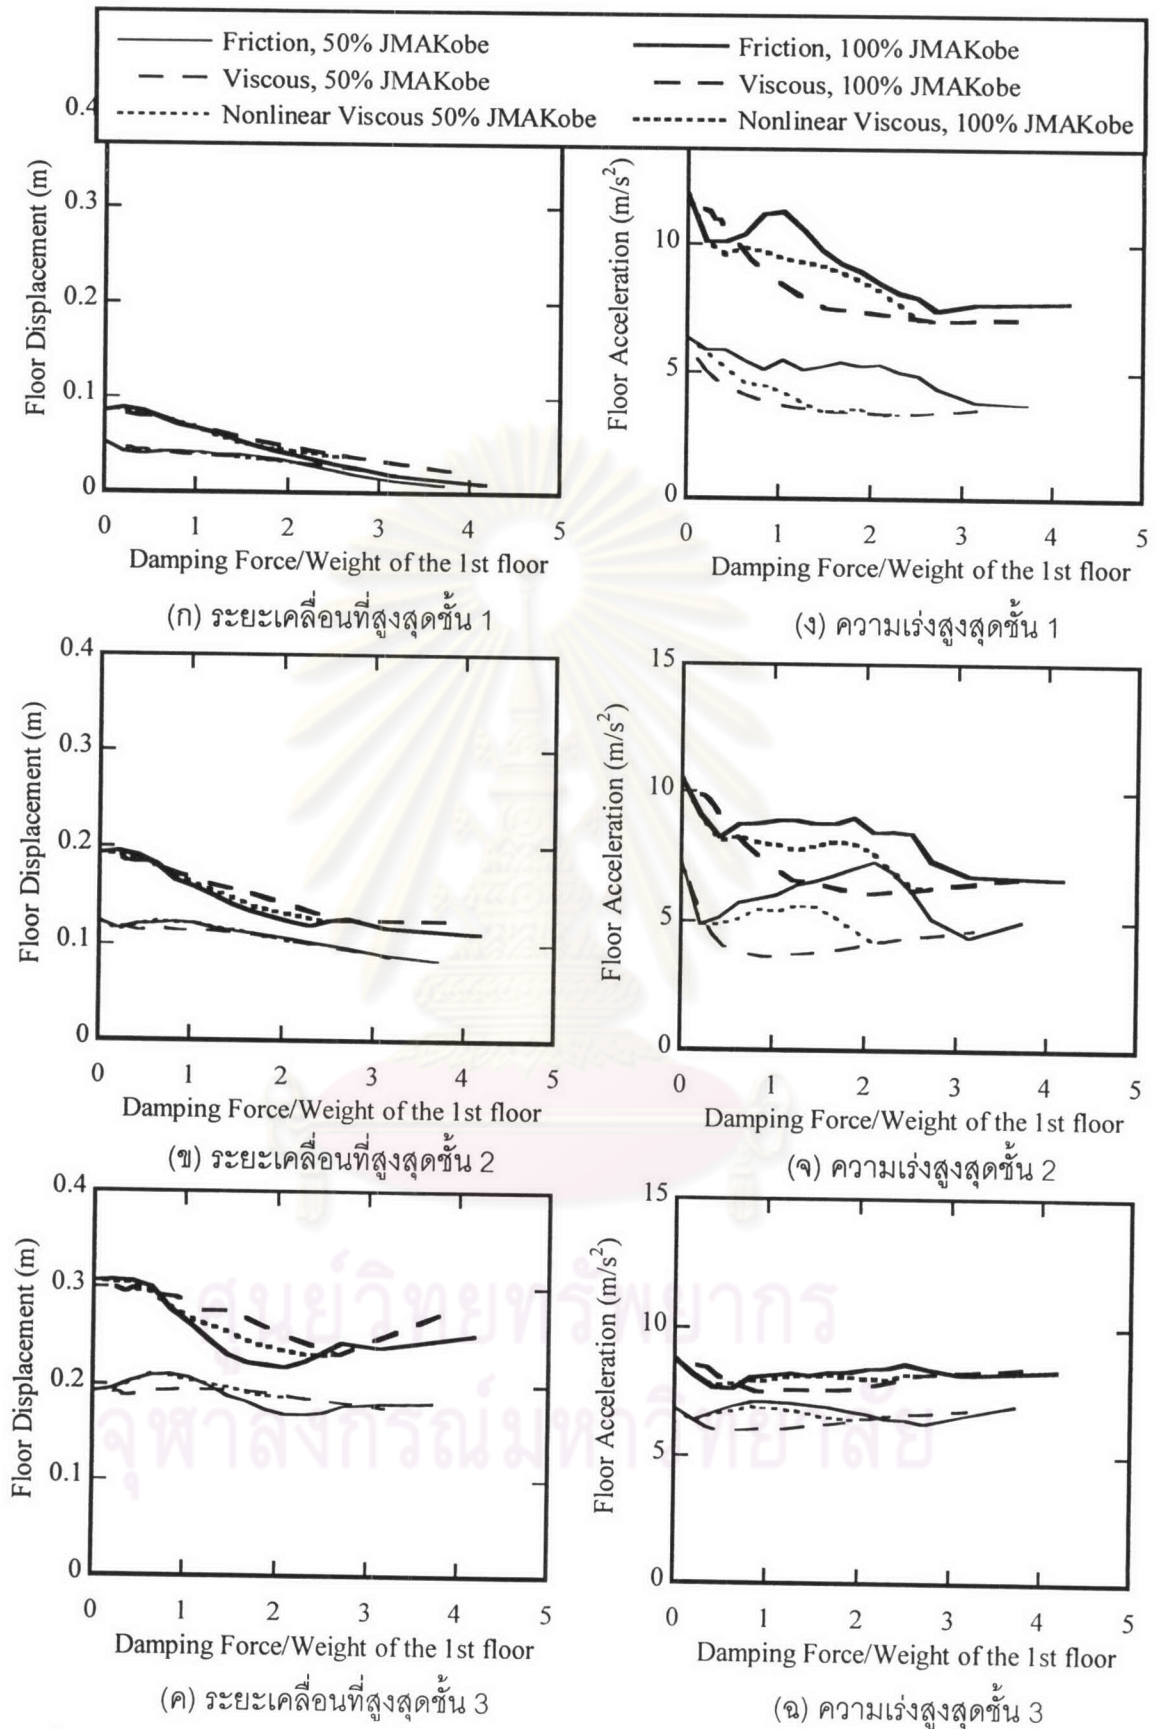 Friction, 50% JMAKobe
Friction, 100% JMAKobe
Viscous, 50% JMAKobe
Viscous, 100% JMAKobe
Nonlinear Viscous 50% JMAKobe
Nonlinear Viscous, 100% JMAKobe
Floor Displacement (m)
0.4
0.3
0.2
0.1
0
0 1 2 3 4 5
Damping Force/Weight of the 1st floor
(ก) ระยะเคลื่อนที่สูงสุดชั้น 1
Floor Acceleration (m/s²)
10
5
0
0 1 2 3 4 5
Damping Force/Weight of the 1st floor
(ง) ความเร่งสูงสุดชั้น 1
Floor Displacement (m)
0.4
0.3
0.2
0.1
0
0 1 2 3 4 5
Damping Force/Weight of the 1st floor
(ข) ระยะเคลื่อนที่สูงสุดชั้น 2
Floor Acceleration (m/s²)
15
10
5
0
0 1 2 3 4 5
Damping Force/Weight of the 1st floor
(จ) ความเร่งสูงสุดชั้น 2
Floor Displacement (m)
0.4
0.3
0.2
0.1
0
0 1 2 3 4 5
Damping Force/Weight of the 1st floor
(ค) ระยะเคลื่อนที่สูงสุดชั้น 3
Floor Acceleration (m/s²)
15
10
5
0
0 1 2 3 4 5
Damping Force/Weight of the 1st floor
(ฉ) ความเร่งสูงสุดชั้น 3
ศูนย์วิทยทรัพยากร
จุฬาลงกรณ์มหาวิทยาลัย